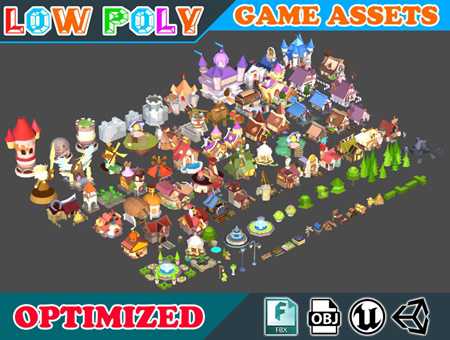 LOW POLY
GAME ASSETS
OPTIMIZED
FBX
OBJ